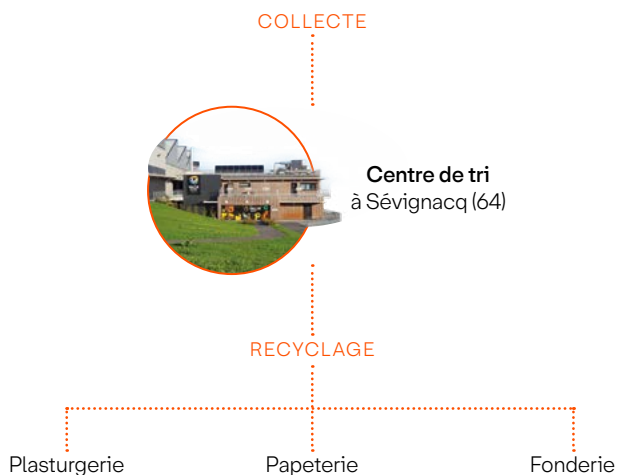 COLLECTE
Centre de tri
à Sévignacq (64)
RECYCLAGE
Plasturgerie Papeterie Fonderie